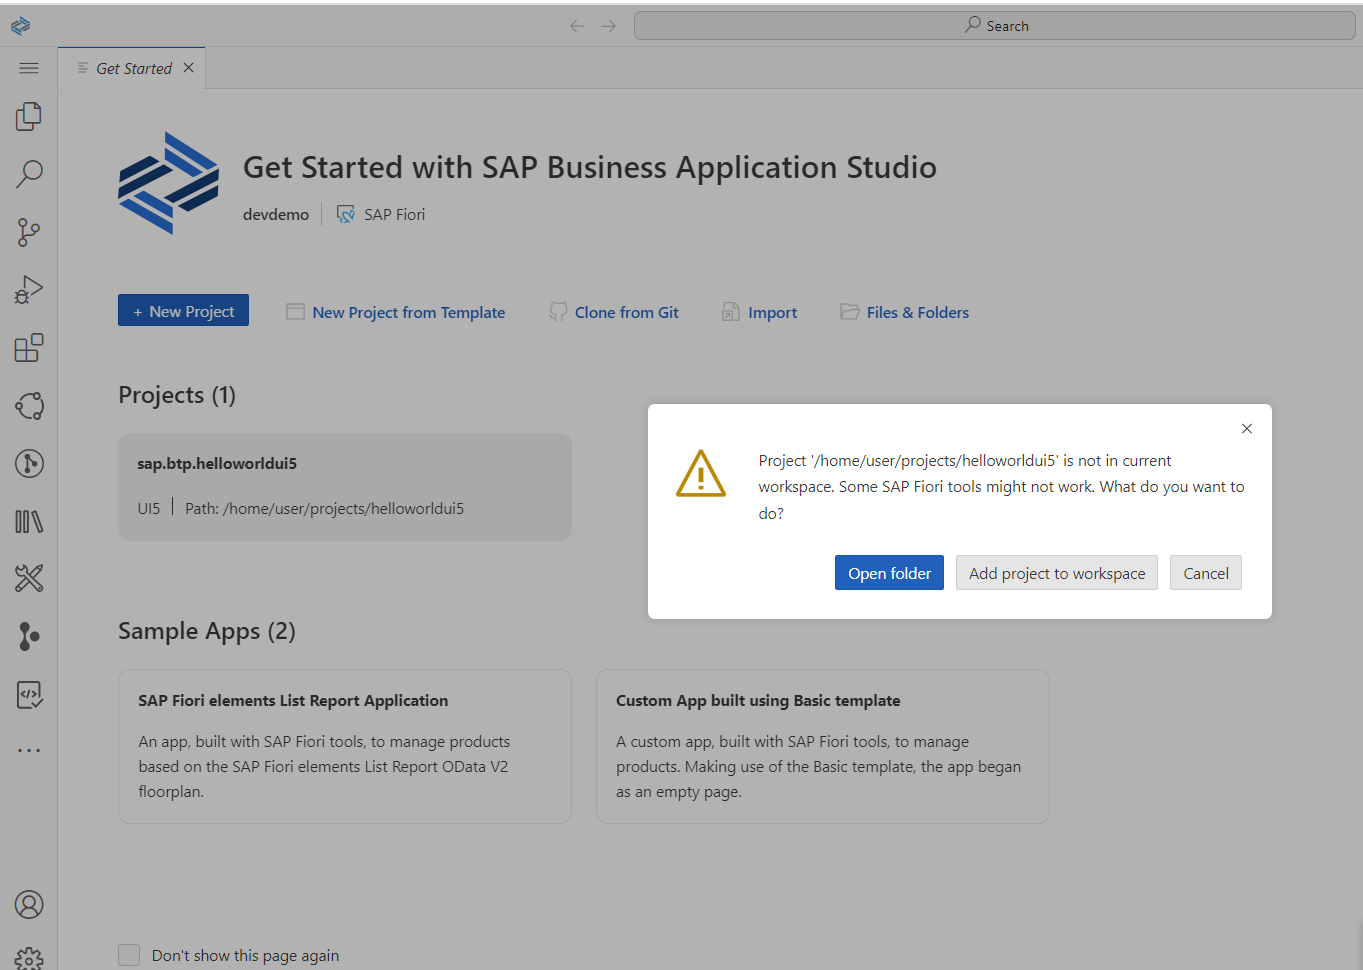 Search
Get Started
Get Started with SAP Business Application Studio
devdemo SAP Fiori
+ New Project New Project from Template Clone from Git Import Files & Folders
Projects (1)
sap.btp.helloworldui5
UI5 Path: /home/user/projects/helloworldui5
Project '/home/user/projects/helloworldui5' is not in current
workspace. Some SAP Fiori tools might not work. What do you want to
do?
Open folder Add project to workspace Cancel
Sample Apps (2)
SAP Fiori elements List Report Application
An app, built with SAP Fiori tools, to manage products
based on the SAP Fiori elements List Report OData V2
floorplan.
Custom App built using Basic template
A custom app, built with SAP Fiori tools, to manage
products. Making use of the Basic template, the app began
as an empty page.
Don't show this page again